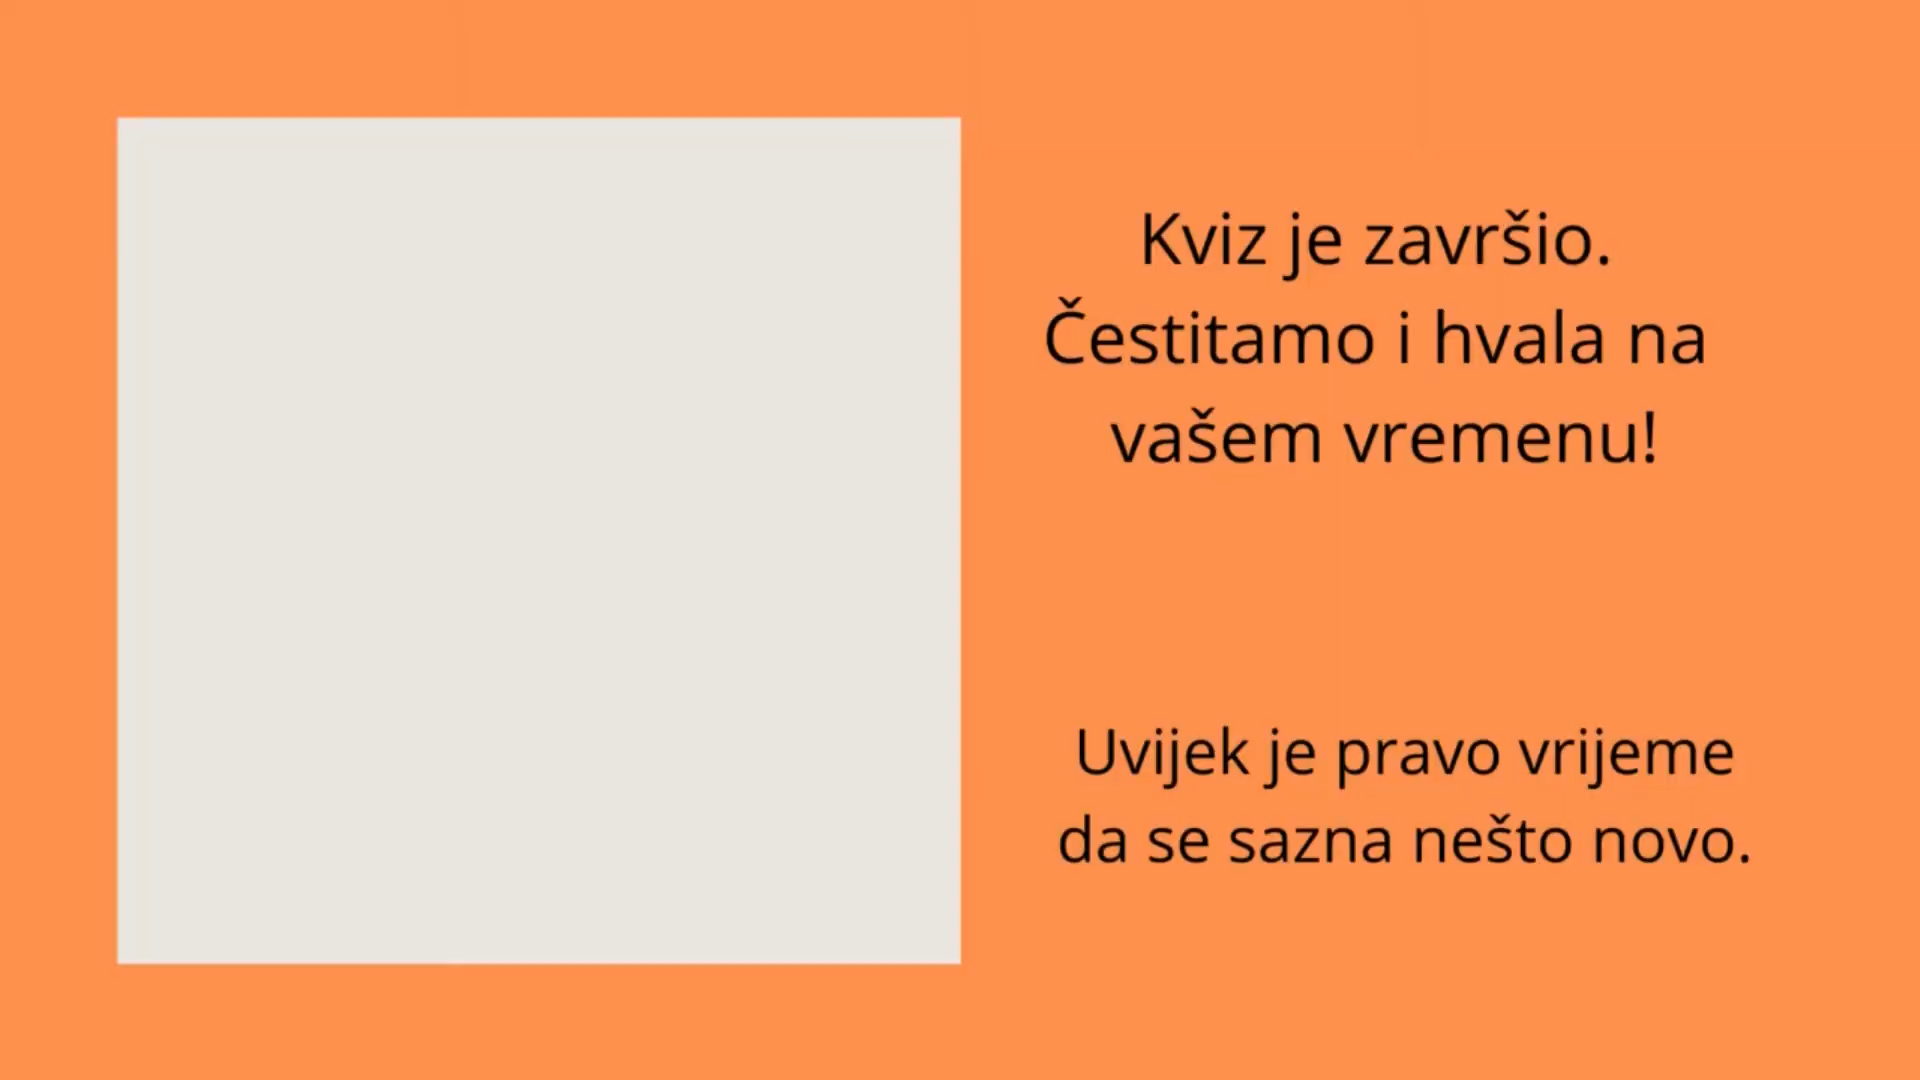 Kviz je završio.
Čestitamo i hvala na
vašem vremenu!
Uvijek je pravo vrijeme
da se sazna nešto novo.